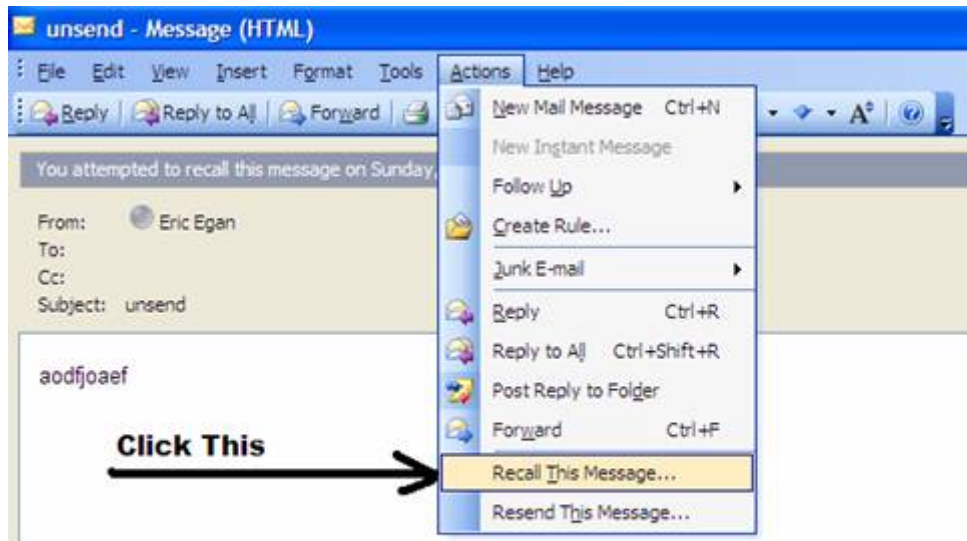 unsend - Message (HTML)
File Edit View Insert Format Tools Actions Help
Reply Reply to All Forward
New Mail Message Ctrl+N
New Instant Message
You attempted to recall this message on Sunday,
Follow Up
From: Eric Egan
Create Rule...
To:
Cc:
Junk E-mail
Subject: unsend
Reply Ctrl+R
Reply to All Ctrl+Shift+R
aodfjoaef
Post Reply to Folder
Forward Ctrl+F
Click This
Recall This Message...
Resend This Message...